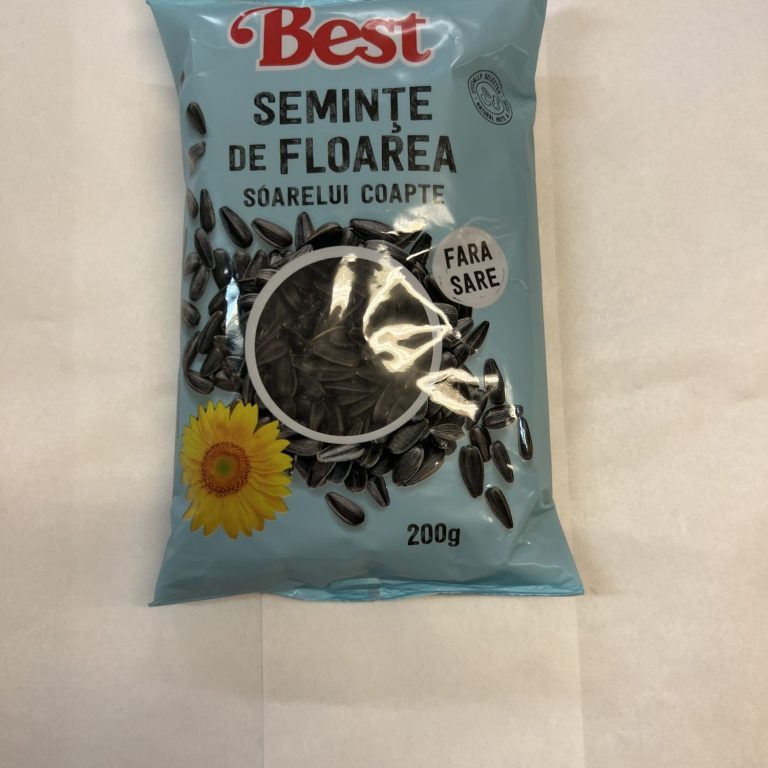 Best
SEMINȚE
DE FLOAREA
SOARELUI COAPTE
FARA
SARE
200g